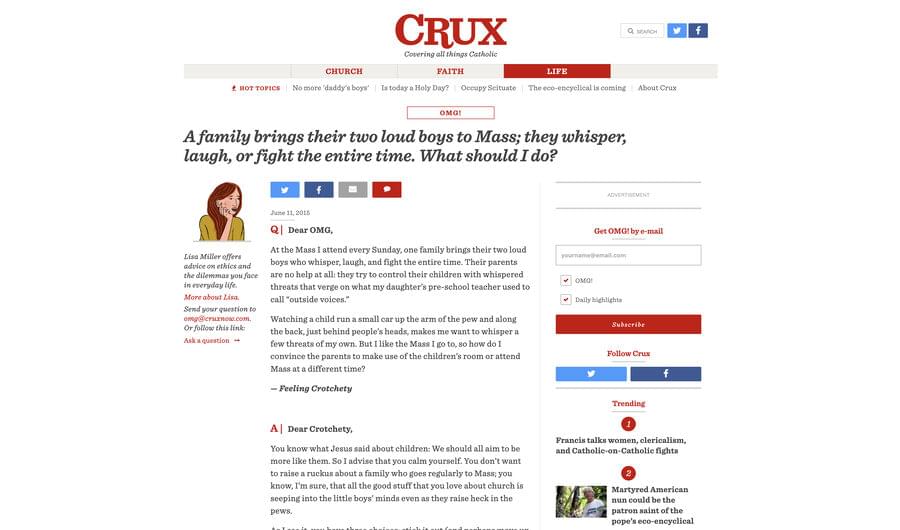 CRUX
Covering all things Catholic
SEARCH
CHURCH
FAITH
LIFE
HOT TOPICS
No more 'daddy's boys'
Is today a Holy Day?
Occupy Scituate
The eco-encyclical is coming
About Crux
OMG!
A family brings their two loud boys to Mass; they whisper,
laugh, or fight the entire time. What should I do?
Lisa Miller offers
advice on ethics and
the dilemmas you face
in everyday life.
More about Lisa.
Send your question to
omg@cruxnow.com.
Or follow this link:
Ask a question
June 11, 2015
Q| Dear OMG,
At the Mass I attend every Sunday, one family brings their two loud
boys who whisper, laugh, and fight the entire time. Their parents
are no help at all: they try to control their children with whispered
threats that verge on what my daughter's pre-school teacher used to
call "outside voices."
Watching a child run a small car up the arm of the pew and along
the back, just behind people's heads, makes me want to whisper a
few threats of my own. But I like the Mass I go to, so how do I
convince the parents to make use of the children's room or attend
Mass at a different time?
— Feeling Crotchety
A| Dear Crotchety,
You know what Jesus said about children: We should all aim to be
more like them. So I advise that you calm yourself. You don't want
to raise a ruckus about a family who goes regularly to Mass; you
know, I'm sure, that all the good stuff that you love about church is
seeping into the little boys' minds even as they raise heck in the
pews.
As I see it, you have three choices: stick it out (and perhaps move up
ADVERTISEMENT
Get OMG! by e-mail
yourname@email.com
OMG!
Daily highlights
Subscribe
Follow Crux
Trending
1
Francis talks women, clericalism,
and Catholic-on-Catholic fights
2
Martyred American
nun could be the
patron saint of the
pope's eco-encyclical